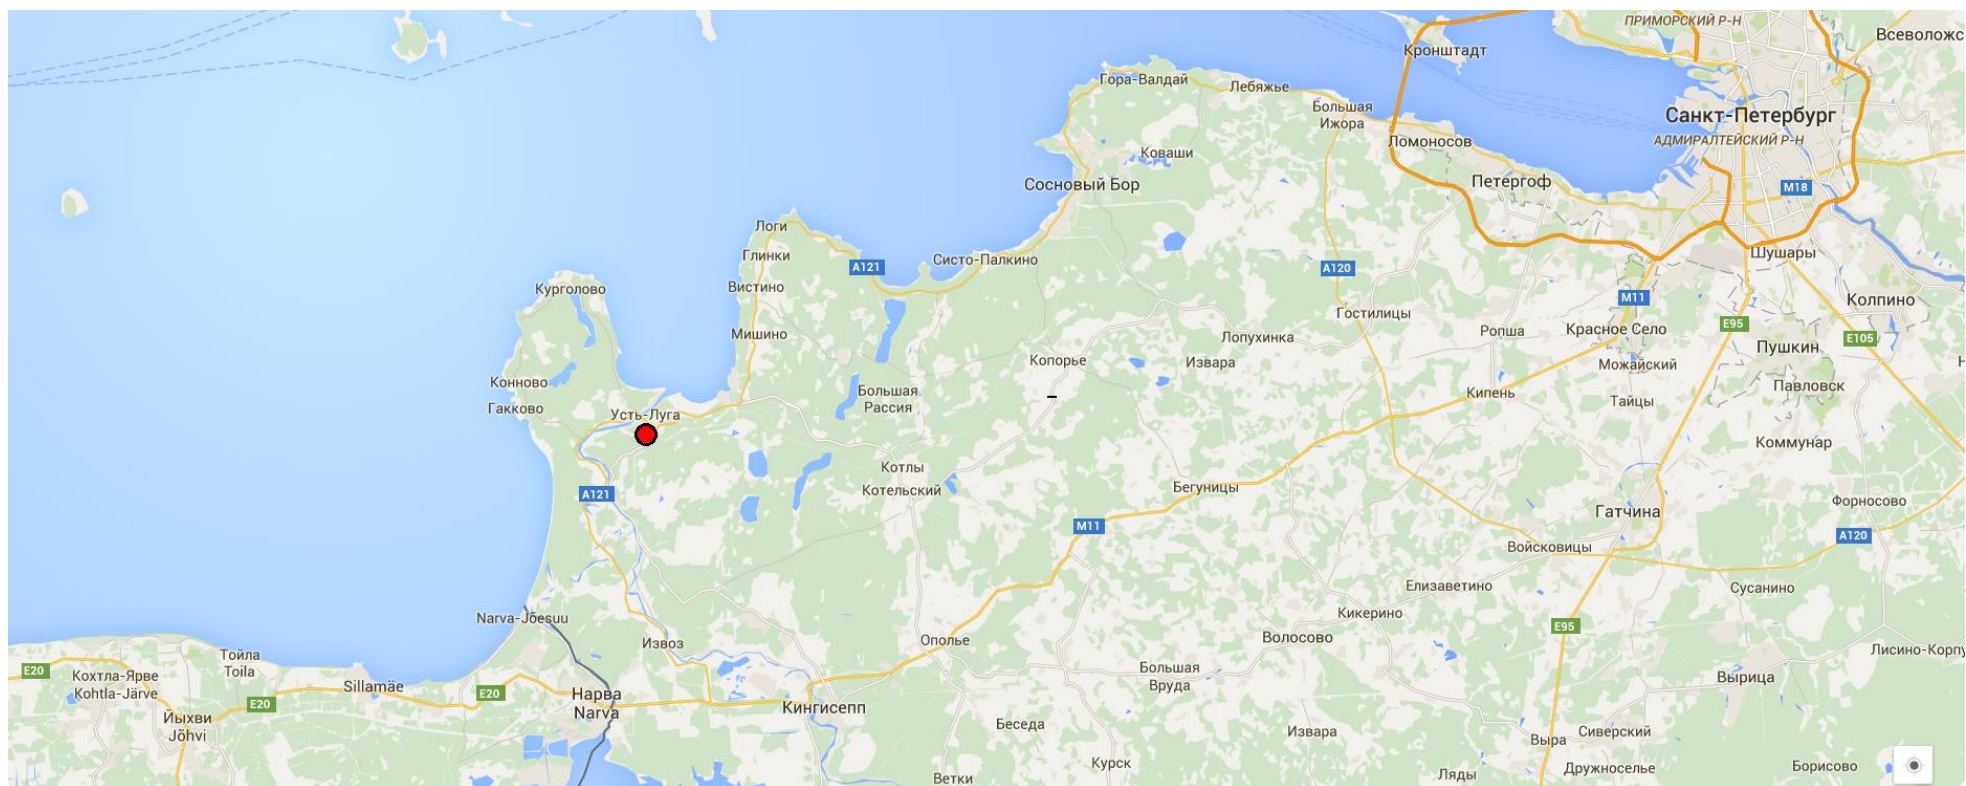 ПРИМОРСКИЙ Р-Н
Всеволожс
Кронштадт
Гора-Валдай
Лебяжье
Большая
Ижора
Санкт-Петербург
АДМИРАЛТЕЙСКИЙ Р-Н
Ломоносов
Коваши
Сосновый Бор
Петергоф
M18
Логи
Глинки
A121
Систо-Палкино
A120
Шушары
Курголово
Вистино
M11
Колпино
Мишино
Гостилицы
Ропша
Красное Село
E95
E105
Лопухинка
Пушкин
Копорье
Извара
Можайский
Н
Конново
Гакково
Большая
Рассия
Кипень
Тайцы
Павловск
Усть-Луга
Коммунар
Котлы
Котельский
A121
Бегуницы
Форносово
Гатчина
M11
A120
Войсковицы
Елизаветино
Сусанино
Кикерино
Narva-Jõesuu
E95
Извоз
Ополье
Волосово
Лисино-Корпу
Тойла
Toila
E20
Кохтла-Ярве
Kohtla-Järve
Sillamäe
E20
E20
Нарва
Narva
Кингисепп
Большая
Вруда
Вырица
Йыхви
Jõhvi
Беседа
Извара
Выра
Сиверский
Ветки
Курск
Ляды
Дружноселье
Борисово